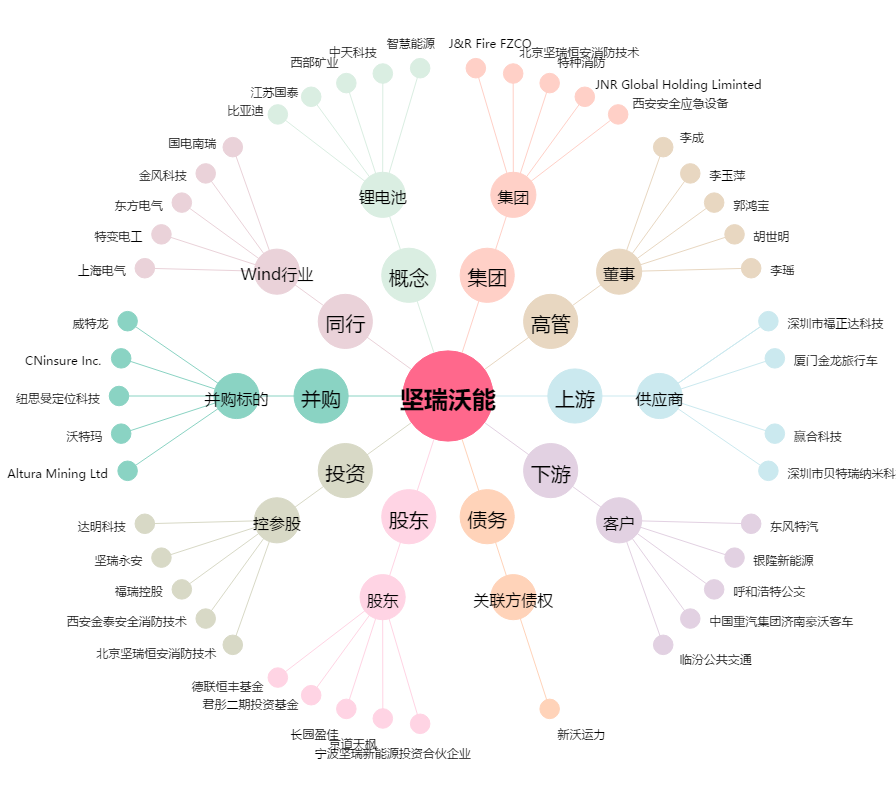 智慧能源
中天科技
西部矿业
江苏国泰
比亚迪
锂电池
概念
J&R Fire FZCO
北京坚瑞恒安消防技术
特种消防
JNR Global Holding Liminted
西安安全应急设备
集团
集团
李成
李玉萍
郭鸿宝
胡世明
李瑶
董事
高管
国电南瑞
金风科技
东方电气
特变电工
上海电气
Wind行业
同行
威特龙
CNinsure Inc.
纽思曼定位科技
沃特玛
Altura Mining Ltd
并购标的
并购
坚瑞沃能
上游
供应商
深圳市福正达科技
厦门金龙旅行车
赢合科技
深圳市贝特瑞纳米科
投资
控参股
达明科技
坚瑞永安
福瑞控股
西安金泰安全消防技术
北京坚瑞恒安消防技术
股东
股东
德联恒丰基金
君彤二期投资基金
长园盈佳
京道天枫
宁波坚瑞新能源投资合伙企业
债务
关联方债权
新沃运力
下游
客户
东风特汽
银隆新能源
呼和浩特公交
中国重汽集团济南豪沃客车
临汾公共交通